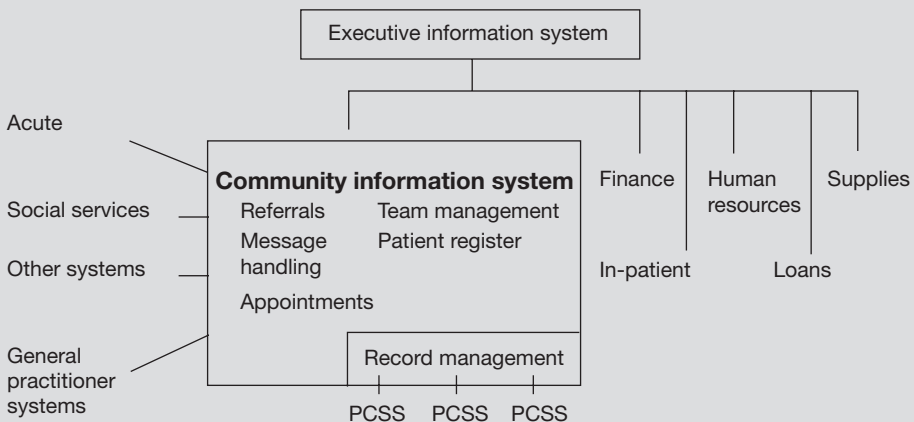 Executive information system
Acute
Social services
Other systems
General
practitioner
systems
Community information system
Referrals
Message
handling
Appointments
Team management
Patient register
Record management
PCSS
PCSS
PCSS
Finance
Human
resources
Supplies
In-patient
Loans